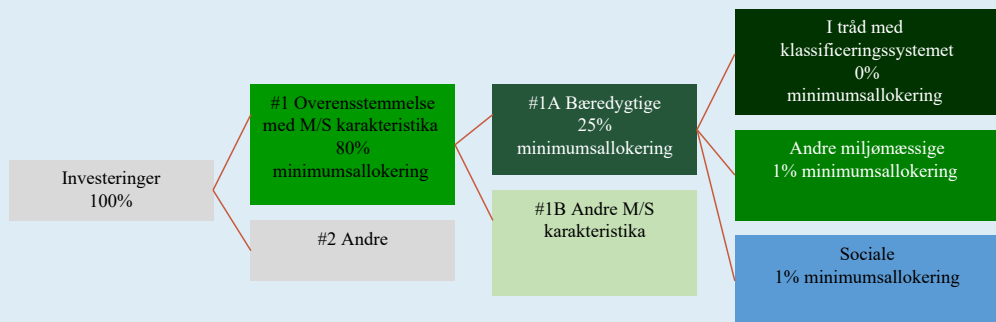 Investeringer
100%
#1 Overensstemmelse
med M/S karakteristika
80%
minimumsallokering
#2 Andre
#1A Bæredygtige
25%
minimumsallokering
#1B Andre M/S
karakteristika
I tråd med
klassificeringssystemet
0%
minimumsallokering
Andre miljømæssige
1% minimumsallokering
Sociale
1% minimumsallokering